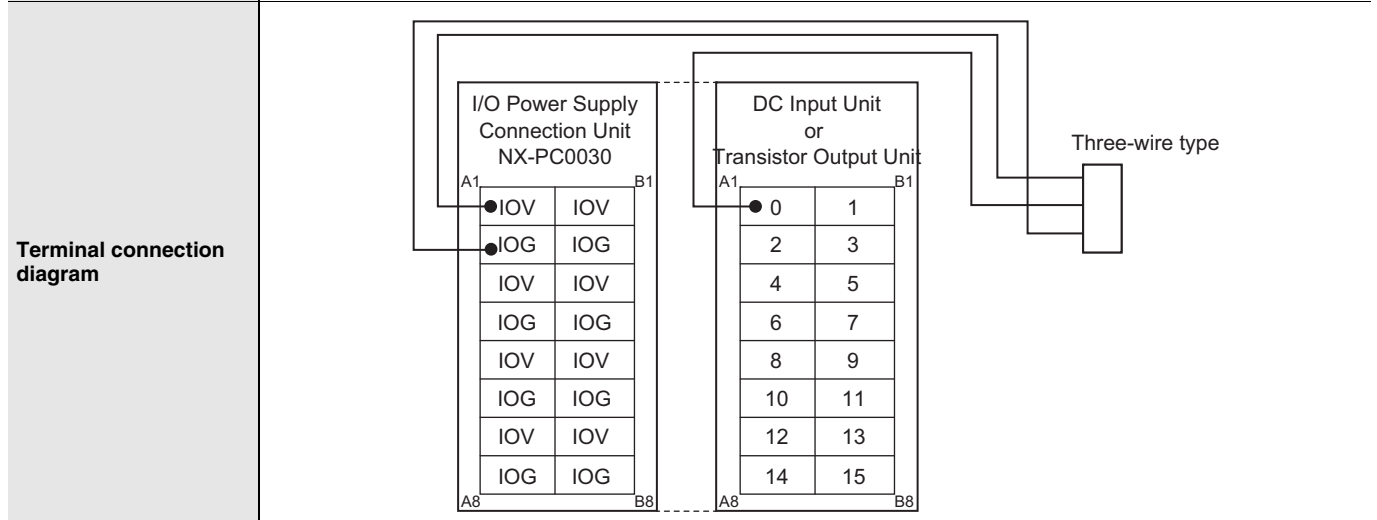 Terminal connection
diagram
I/O Power Supply
Connection Unit
NX-PC0030
A1 B1
IOV IOV
IOG IOG
IOV IOV
IOG IOG
IOV IOV
IOG IOG
IOV IOV
IOG IOG
A8 B8
DC Input Unit
or
Transistor Output Unit
A1 B1
0 1
2 3
4 5
6 7
8 9
10 11
12 13
14 15
A8 B8
Three-wire type